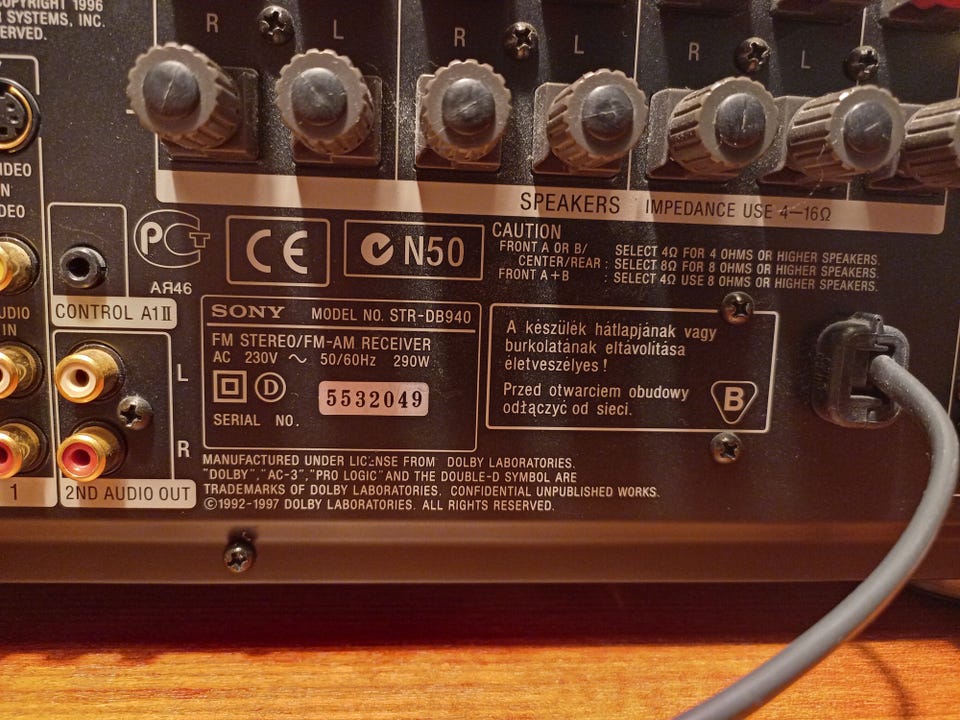 COPYRIGHT 1996
SYSTEMS, INC.
ERVED.
R L R L R L
VIDEO
IN
DEO
SPEAKERS IMPEDANCE USE 4–16Ω
РСТ
АЯ46
CE
N50
CAUTION
FRONT A OR B/ SELECT 4Ω FOR 4 OHMS OR HIGHER SPEAKERS.
CENTER/REAR : SELECT 8Ω FOR 8 OHMS OR HIGHER SPEAKERS.
FRONT A+B : SELECT 4Ω USE 8 OHMS OR HIGHER SPEAKERS.
CONTROL A1II
UDIO
IN
L
R
1
2ND AUDIO OUT
SONY MODEL NO. STR-DB940
FM STEREO/FM-AM RECEIVER
AC 230V ~ 50/60Hz 290W
D
5532049
SERIAL NO.
A készülék hátlapjának vagy
burkolatának eltávolítása
életveszélyes !
Przed otwarciem obudowy
odłączyć od sieci.
B
MANUFACTURED UNDER LICENSE FROM DOLBY LABORATORIES.
"DOLBY", "AC-3", "PRO LOGIC" AND THE DOUBLE-D SYMBOL ARE
TRADEMARKS OF DOLBY LABORATORIES. CONFIDENTIAL UNPUBLISHED WORKS.
©1992-1997 DOLBY LABORATORIES. ALL RIGHTS RESERVED.